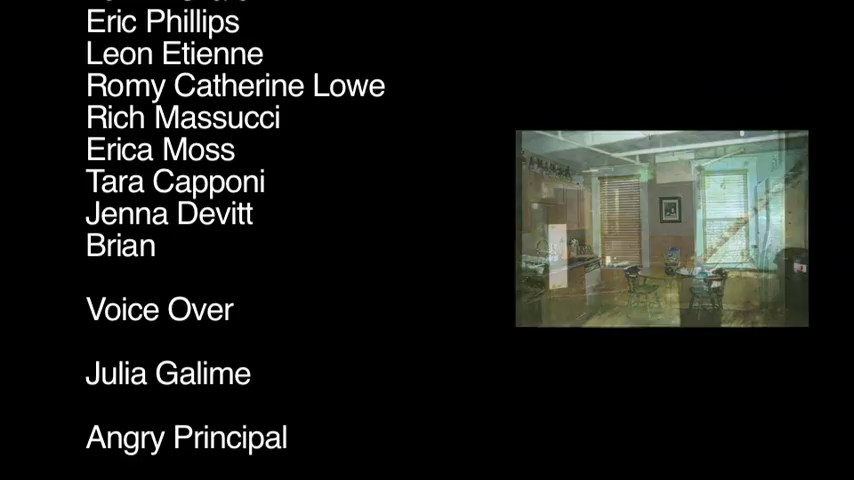 Eric Phillips
Leon Etienne
Romy Catherine Lowe
Rich Massucci
Erica Moss
Tara Capponi
Jenna Devitt
Brian
Voice Over
Julia Galime
Angry Principal